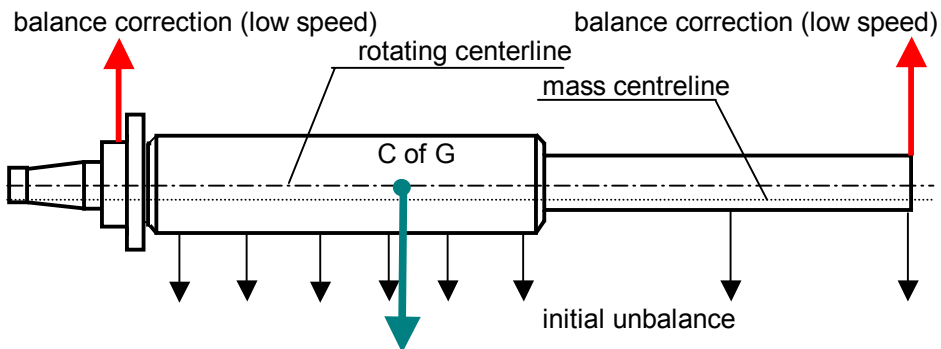 balance correction (low speed)
balance correction (low speed)
rotating centerline
mass centreline
C of G
initial unbalance